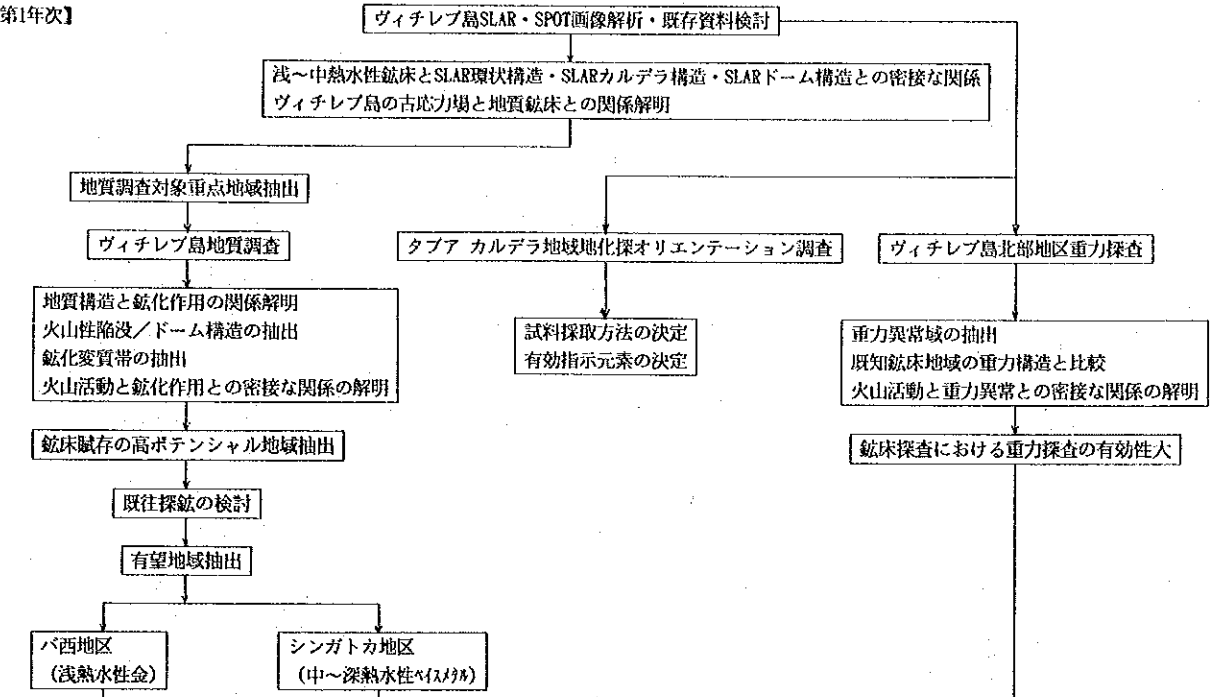 第1年次】
ヴィチレブ島SLAR・SPOT画像解析・既存資料検討
浅～中熱水性鉱床とSLAR環状構造・SLARカルデラ構造・SLARドーム構造との密接な関係
ヴィチレブ島の古応力場と地質鉱床との関係解明
地質調査対象重点地域抽出
ヴィチレブ島地質調査
タブア カルデラ地域地化探オリエンテーション調査
ヴィチレブ島北部地区重力探査
地質構造と鉱化作用の関係解明
火山性陥没／ドーム構造の抽出
鉱化変質帯の抽出
火山活動と鉱化作用との密接な関係の解明
試料採取方法の決定
有効指示元素の決定
重力異常域の抽出
既知鉱床地域の重力構造と比較
火山活動と重力異常との密接な関係の解明
鉱床賦存の高ポテンシャル地域抽出
鉱床探査における重力探査の有効性大
既往探鉱の検討
有望地域抽出
バ西地区
（浅熱水性金）
シンガトカ地区
（中～深熱水性ベイスメタル）